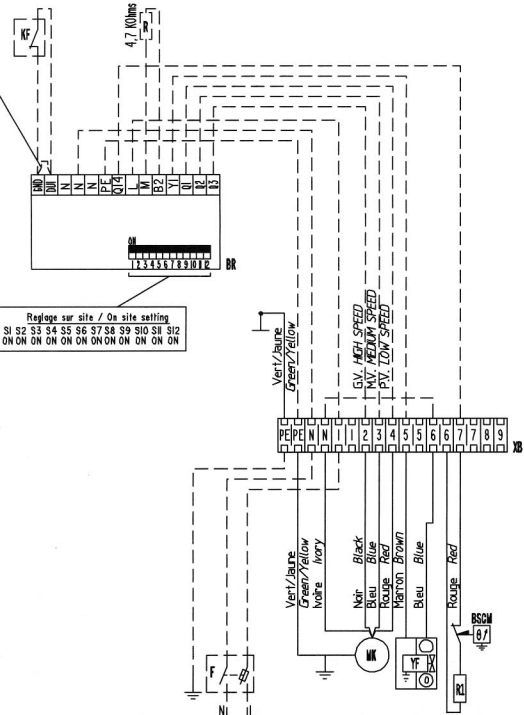 KF
4,7 KOhms
R
GND DU1 N N N PE Q14 L M B2 Y1 Q1 Q2 Q3
ON
1 2 3 4 5 6 7 8 9 10 11 12
BR
Reglage sur site / On site setting
S1 S2 S3 S4 S5 S6 S7 S8 S9 S10 S11 S12
ON ON ON ON ON ON ON ON ON ON ON ON
Vert/Jaune
Green/Yellow
G.V. HIGH SPEED
M.V. MEDIUM SPEED
P.V. LOW SPEED
PE PE N N 1 1 2 3 4 5 5 6 6 7 7 8 9
XB
Vert/Jaune
Green/Yellow
Ivoire Ivory
Noir Black
Bleu Blue
Rouge Red
Marron Brown
Bleu Blue
Rouge Red
BSCM
θ
F
MK
YF
R1
N